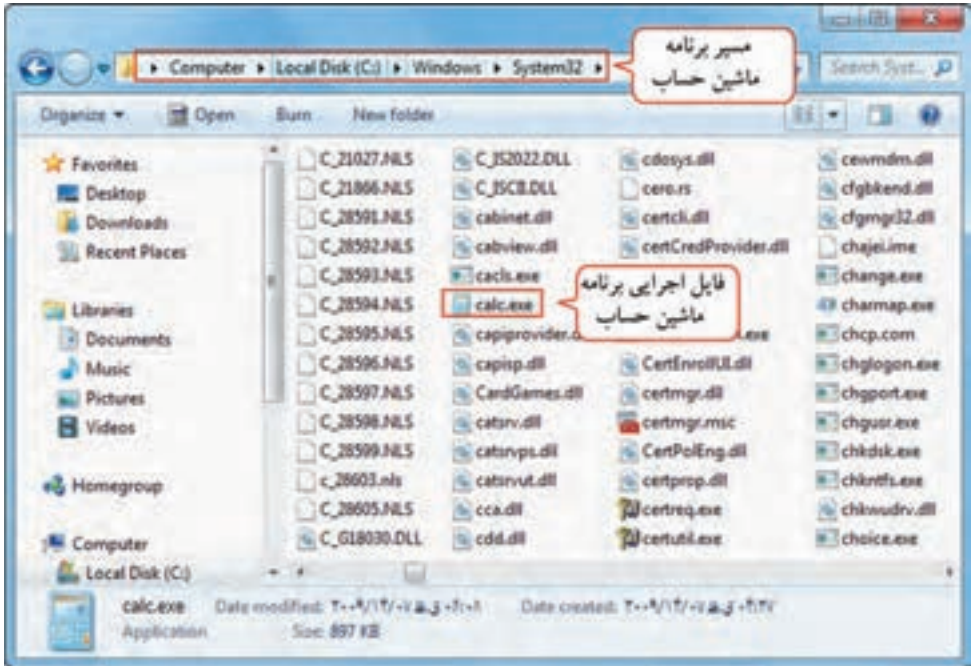 مسیر برنامه
ماشین حساب
Computer ▸ Local Disk (C:) ▸ Windows ▸ System32 ▸
Search Syst...
Organize
Open
Burn
New folder
Favorites
Desktop
Downloads
Recent Places
Libraries
Documents
Music
Pictures
Videos
Homegroup
Computer
Local Disk (C:)
C_21027.NLS
C_21866.NLS
C_28591.NLS
C_28592.NLS
C_28593.NLS
C_28594.NLS
C_28595.NLS
C_28596.NLS
C_28597.NLS
C_28598.NLS
C_28599.NLS
c_28603.nls
C_28605.NLS
C_G18030.DLL
C_IS2022.DLL
C_ISCII.DLL
cabinet.dll
cabview.dll
cacls.exe
calc.exe
capiprovider.d
capisp.dll
CardGames.dll
catsrv.dll
catsrvps.dll
catsrvut.dll
cca.dll
cdd.dll
cdosys.dll
cero.rs
certcli.dll
certCredProvider.dll
فایل اجرایی برنامه
ماشین حساب
.exe
CertEnrollUI.dll
certmgr.dll
certmgr.msc
CertPolEng.dll
certprop.dll
certreq.exe
certutil.exe
cewmdm.dll
cfgbkend.dll
cfgmgr32.dll
chajei.ime
change.exe
charmap.exe
chcp.com
chglogon.exe
chgport.exe
chgusr.exe
chkdsk.exe
chkntfs.exe
chkwudrv.dll
choice.exe
calc.exe
Date modified:
Date created:
Application
Size: 897 KB